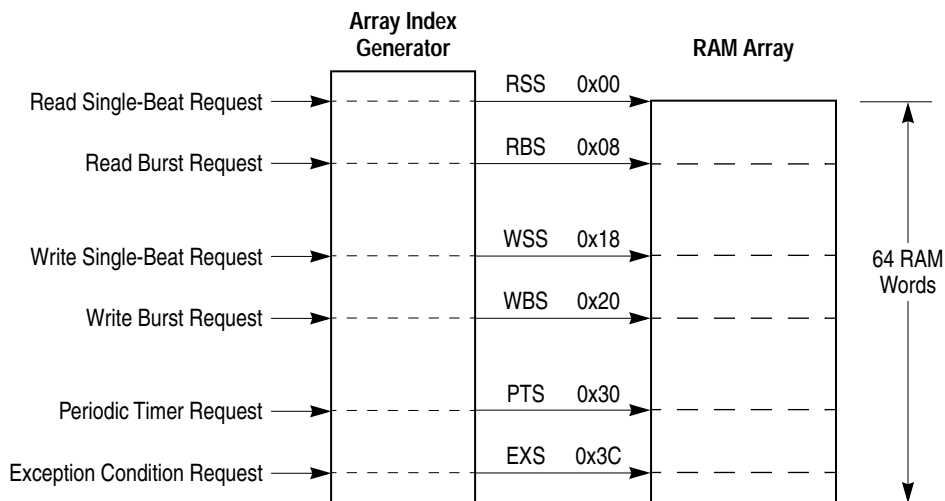 Array Index
Generator
RAM Array
Read Single-Beat Request
RSS 0x00
Read Burst Request
RBS 0x08
Write Single-Beat Request
WSS 0x18
64 RAM
Words
Write Burst Request
WBS 0x20
Periodic Timer Request
PTS 0x30
Exception Condition Request
EXS 0x3C